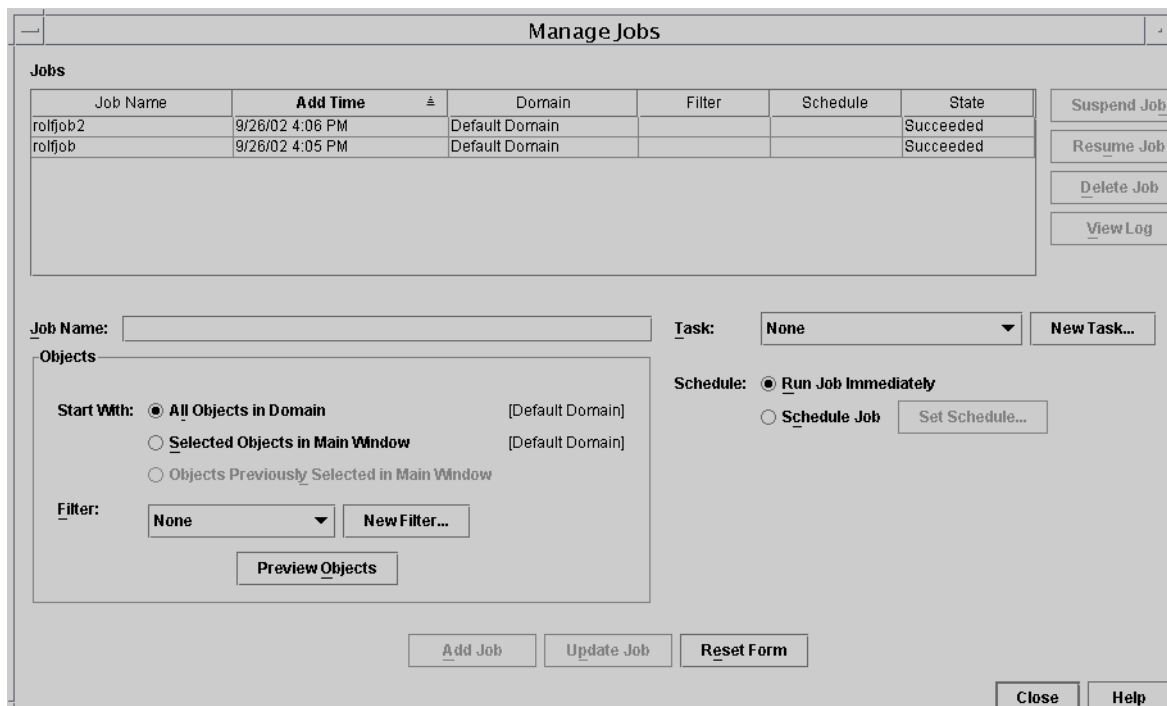 Manage Jobs
Jobs
Job Name Add Time Domain Filter Schedule State
rolfjob2 9/26/02 4:06 PM Default Domain Succeeded
rolfjob 9/26/02 4:05 PM Default Domain Succeeded
Suspend Job
Resume Job
Delete Job
View Log
Job Name:
Task: None New Task...
Objects
Start With: All Objects in Domain [Default Domain]
Selected Objects in Main Window [Default Domain]
Objects Previously Selected in Main Window
Filter: None New Filter...
Preview Objects
Schedule: Run Job Immediately
Schedule Job Set Schedule...
Add Job Update Job Reset Form
Close Help